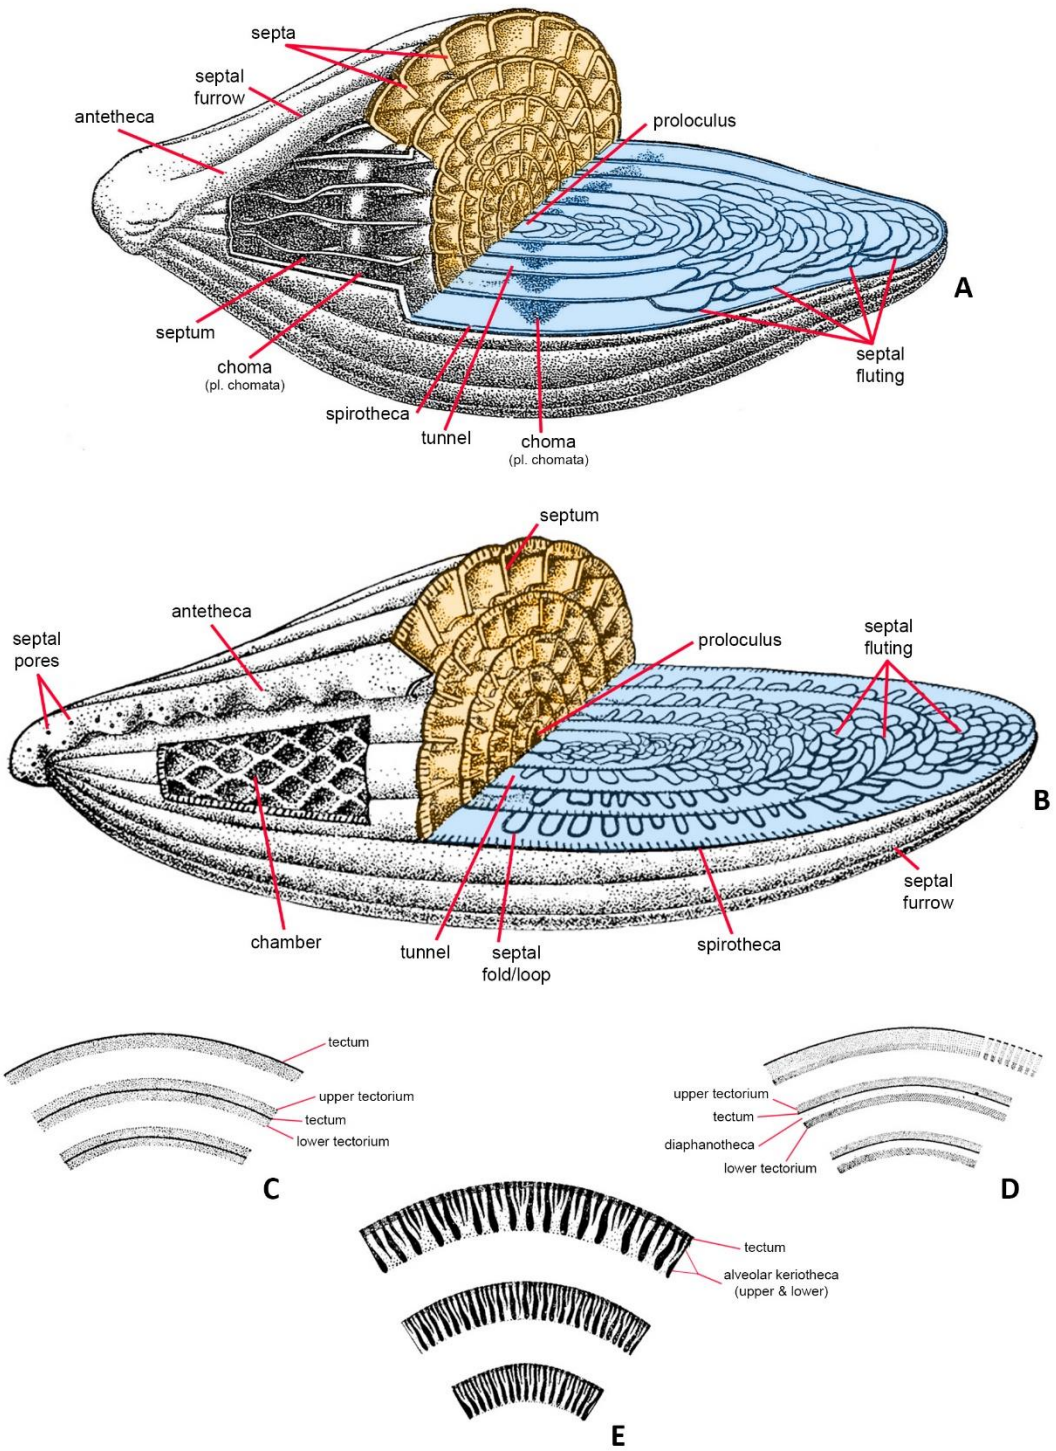 septa
septal
furrow
antetheca
proloculus
A
septum
choma
(pl. chomata)
spirotheca
tunnel
choma
(pl. chomata)
septal
fluting
septum
antetheca
septal
pores
proloculus
septal
fluting
B
chamber
tunnel
septal
fold/loop
spirotheca
septal
furrow
tectum
upper tectorium
tectum
lower tectorium
C
upper tectorium
tectum
diaphanotheca
lower tectorium
D
tectum
alveolar keriotheca
(upper & lower)
E